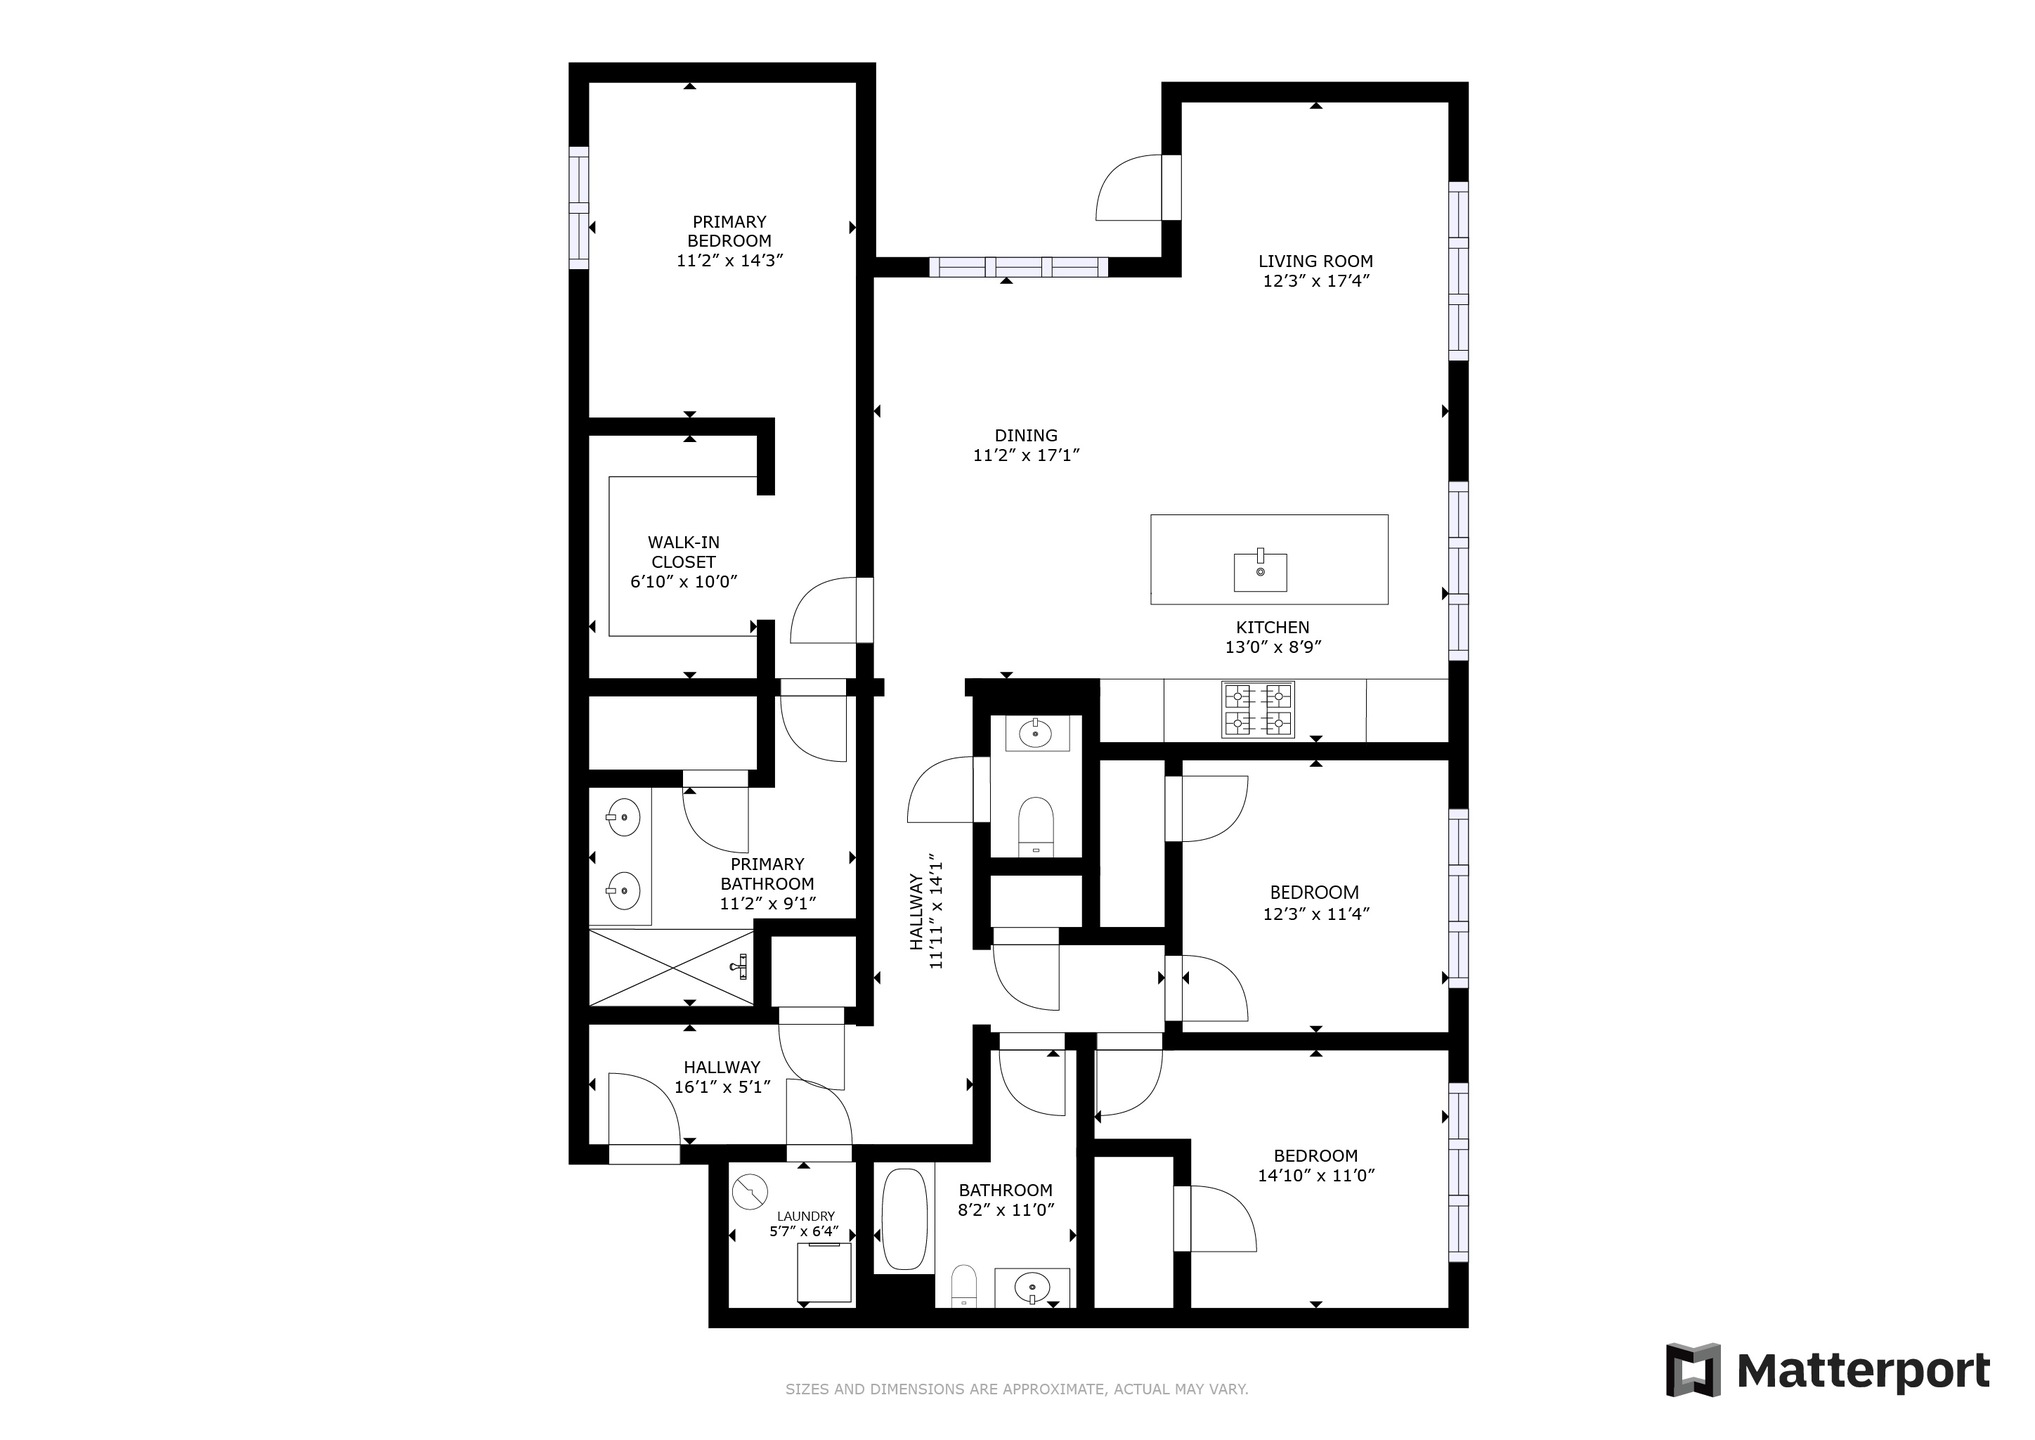 PRIMARY
BEDROOM
11’2” x 14’3”
LIVING ROOM
12’3” x 17’4”
DINING
11’2” x 17’1”
WALK-IN
CLOSET
6’10” x 10’0”
KITCHEN
13’0” x 8’9”
PRIMARY
BATHROOM
11’2” x 9’1”
HALLWAY
11’11” x 14’1”
BEDROOM
12’3” x 11’4”
HALLWAY
16’1” x 5’1”
BEDROOM
14’10” x 11’0”
BATHROOM
8’2” x 11’0”
LAUNDRY
5’7” x 6’4”
SIZES AND DIMENSIONS ARE APPROXIMATE, ACTUAL MAY VARY.
Matterport